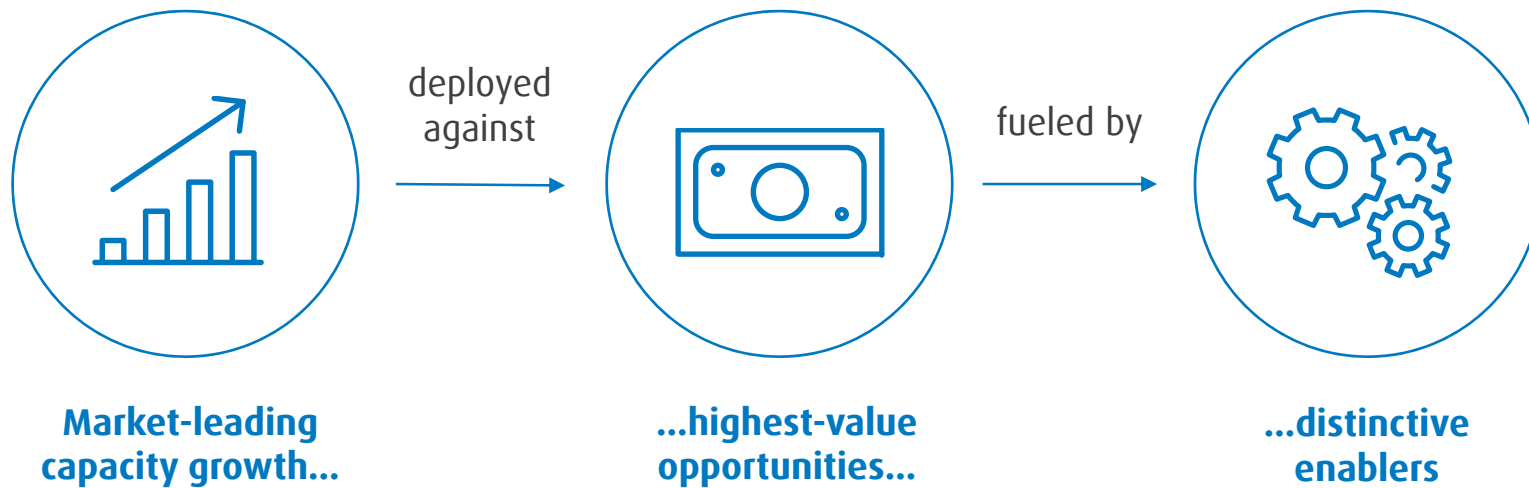 deployed
against
fueled by
Market-leading
capacity growth...
...highest-value
opportunities...
...distinctive
enablers